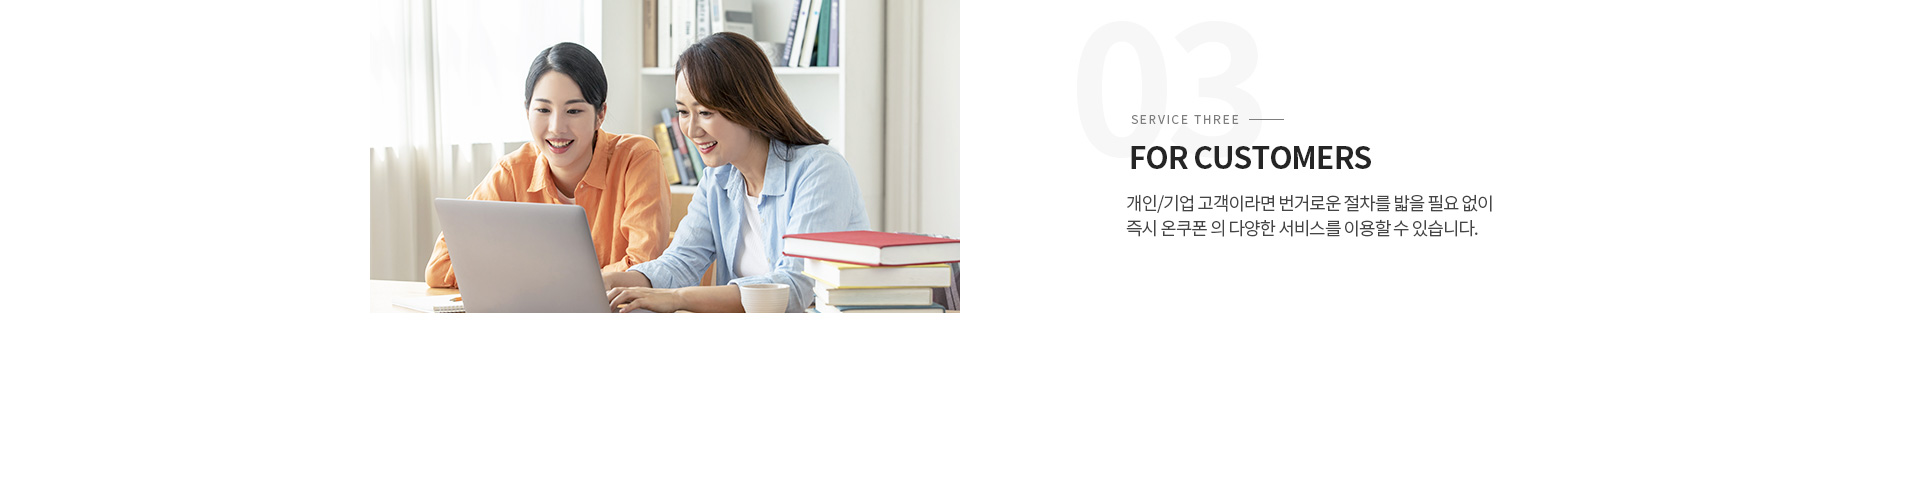 03
SERVICE THREE
FOR CUSTOMERS
개인/기업 고객이라면 번거로운 절차를 밟을 필요 없이
즉시 온쿠폰 의 다양한 서비스를 이용할 수 있습니다.